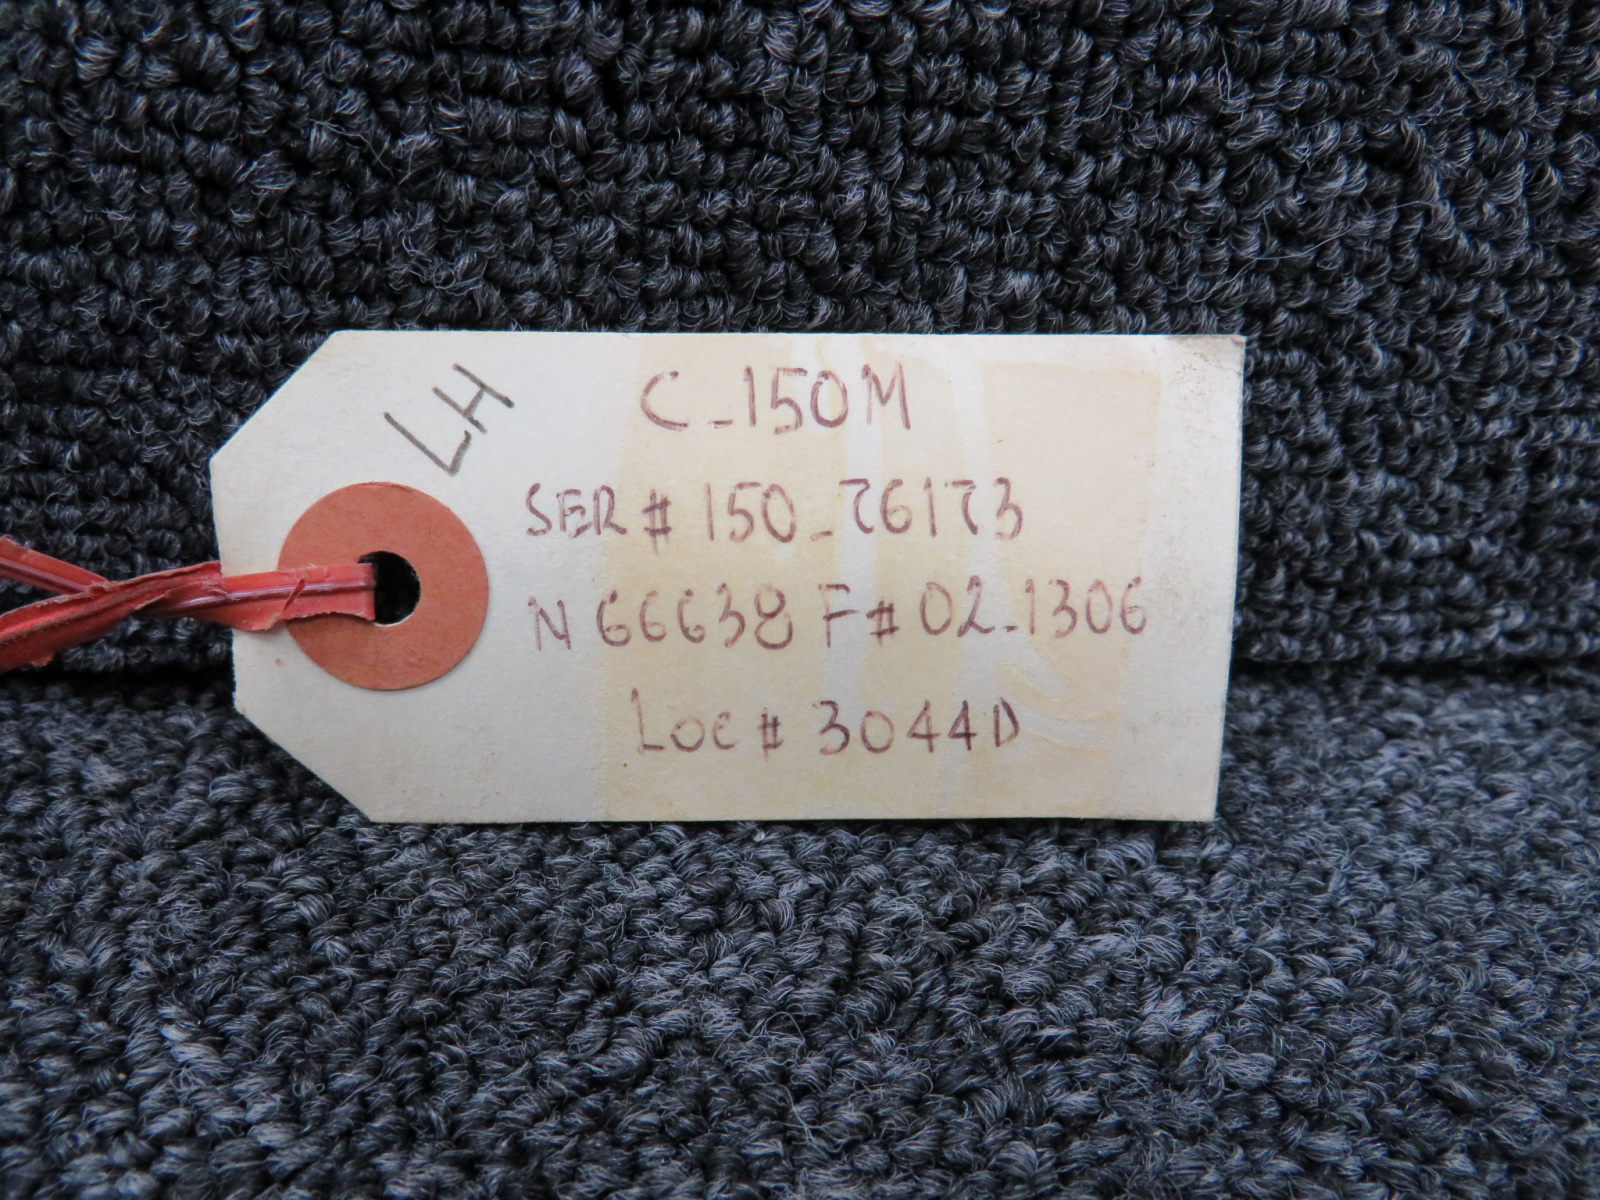 LH
C-150M
SER # 150-76173
N 66638 F# 02-1306
LOC # 3044D